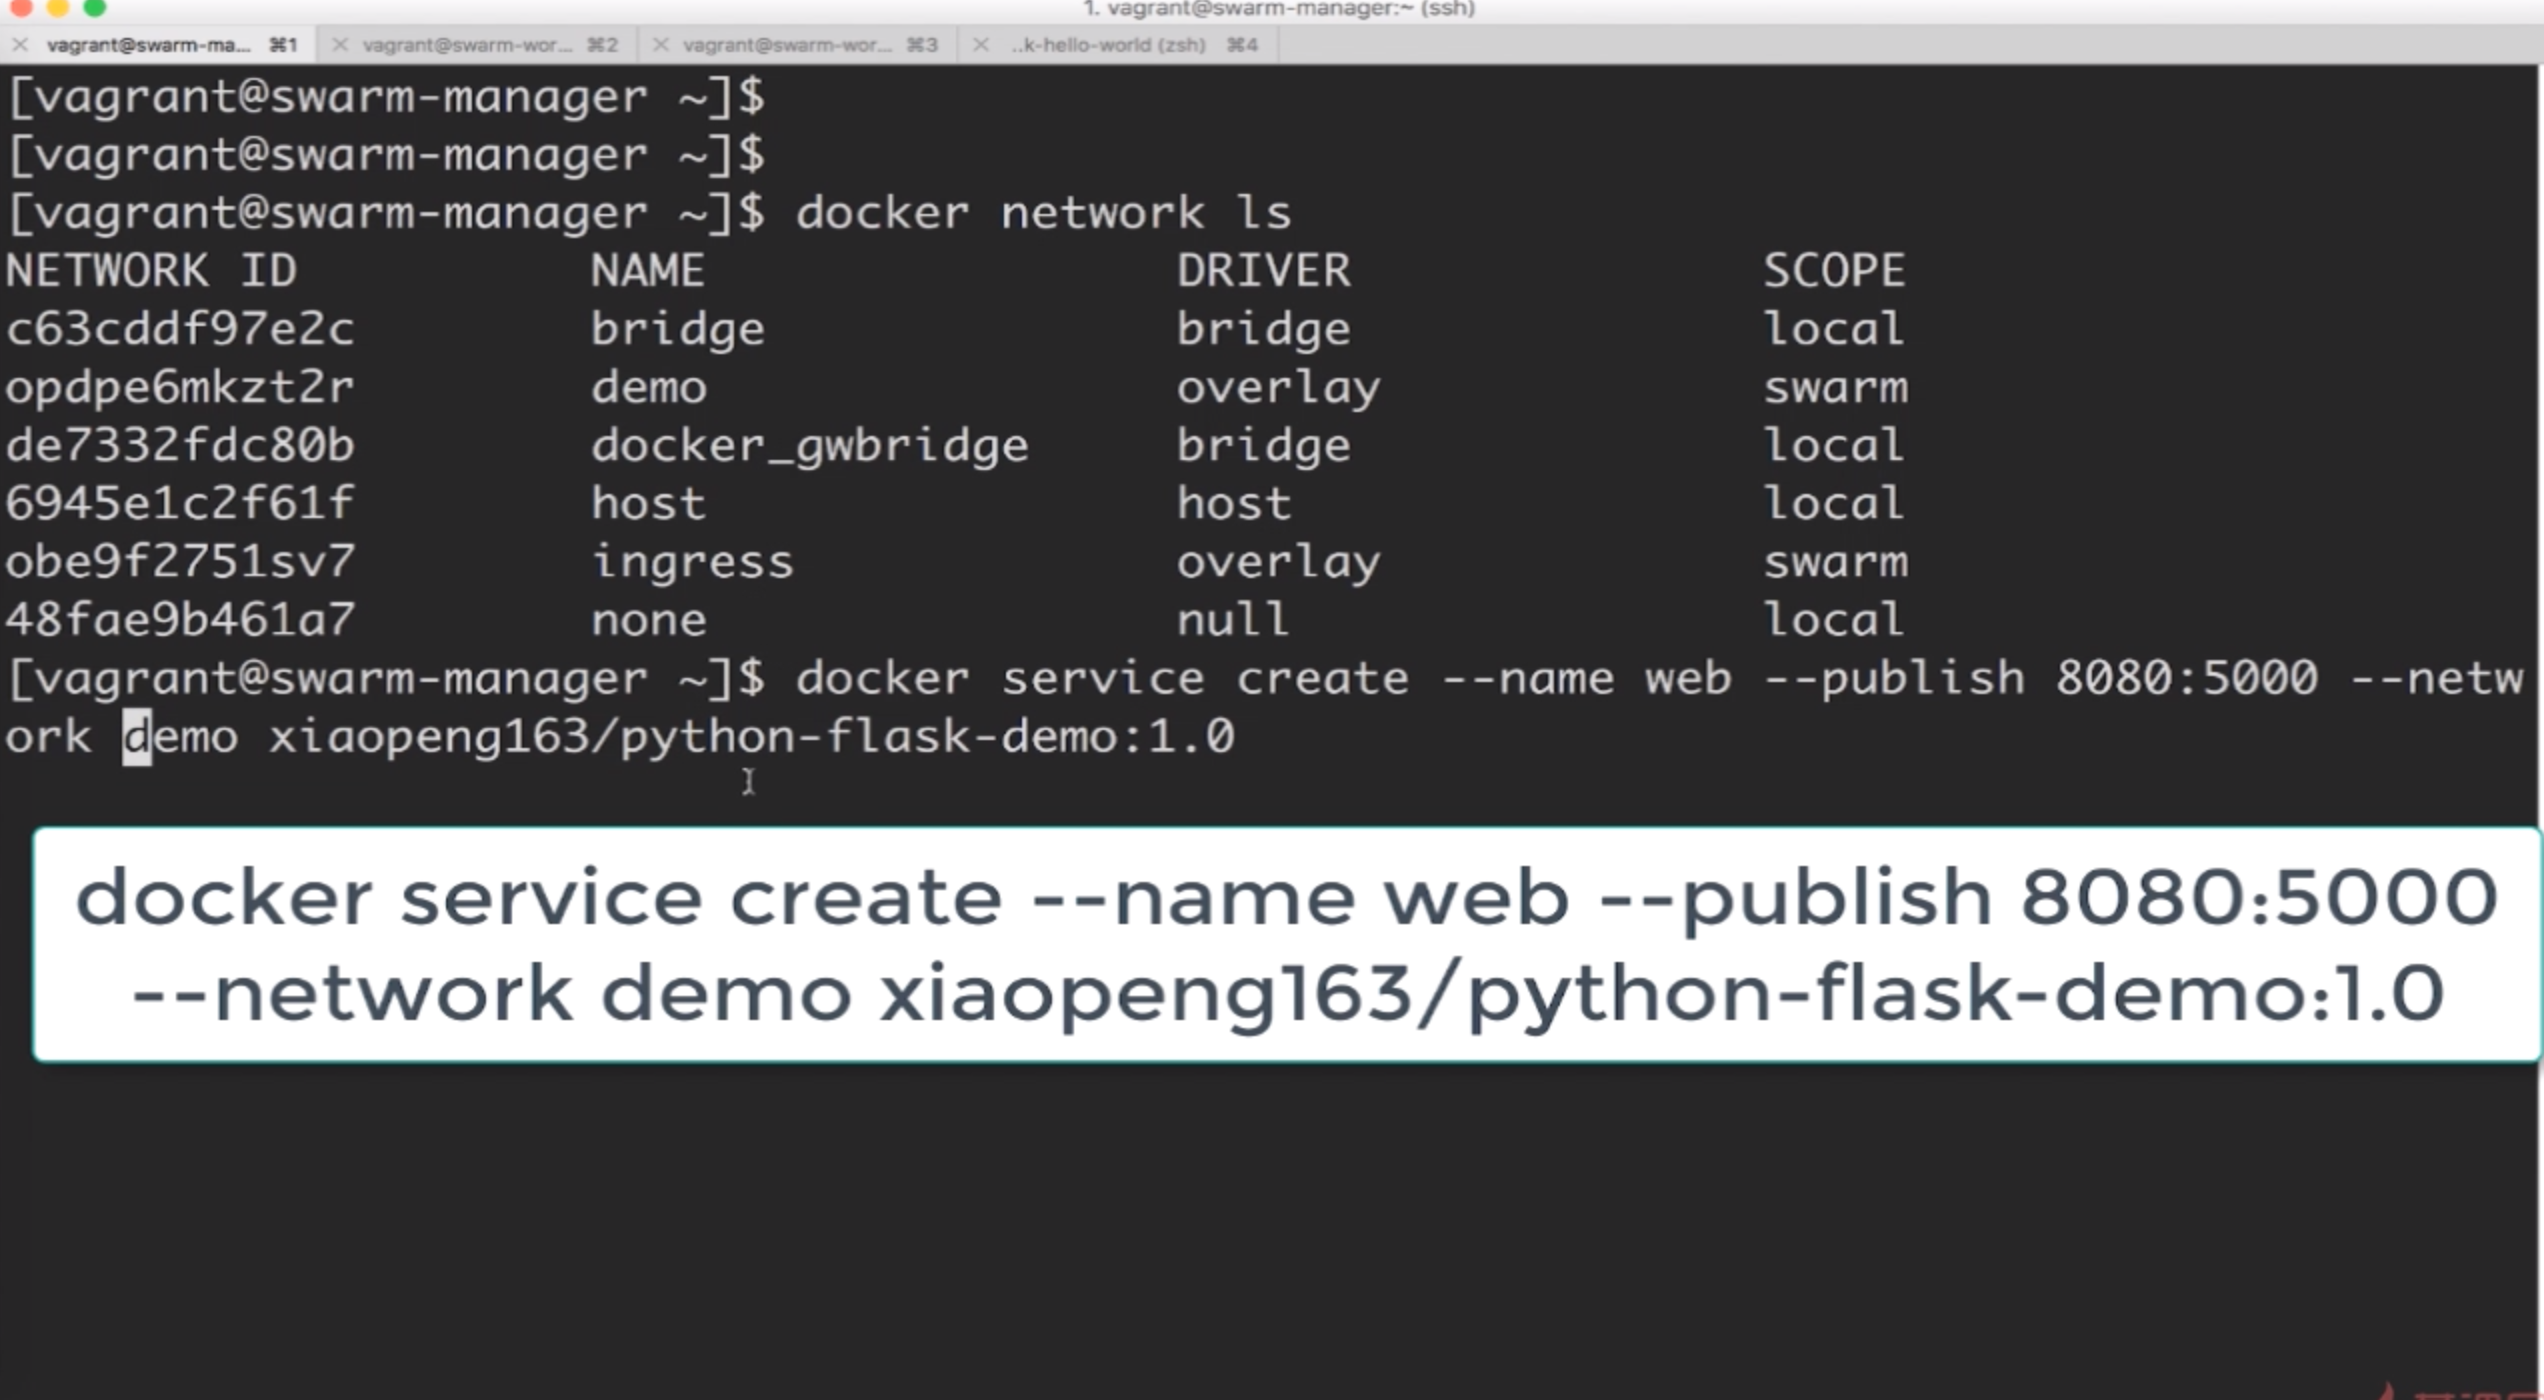 1. vagrant@swarm-manager:~ (ssh)
vagrant@swarm-ma... ⌘1 vagrant@swarm-wor... ⌘2 vagrant@swarm-wor... ⌘3 ..k-hello-world (zsh) ⌘4
[vagrant@swarm-manager ~]$
[vagrant@swarm-manager ~]$
[vagrant@swarm-manager ~]$ docker network ls
NETWORK ID NAME DRIVER SCOPE
c63cddf97e2c bridge bridge local
opdpe6mkzt2r demo overlay swarm
de7332fdc80b docker_gwbridge bridge local
6945e1c2f61f host host local
obe9f2751sv7 ingress overlay swarm
48fae9b461a7 none null local
[vagrant@swarm-manager ~]$ docker service create --name web --publish 8080:5000 --netw
ork demo xiaopeng163/python-flask-demo:1.0
docker service create --name web --publish 8080:5000
--network demo xiaopeng163/python-flask-demo:1.0